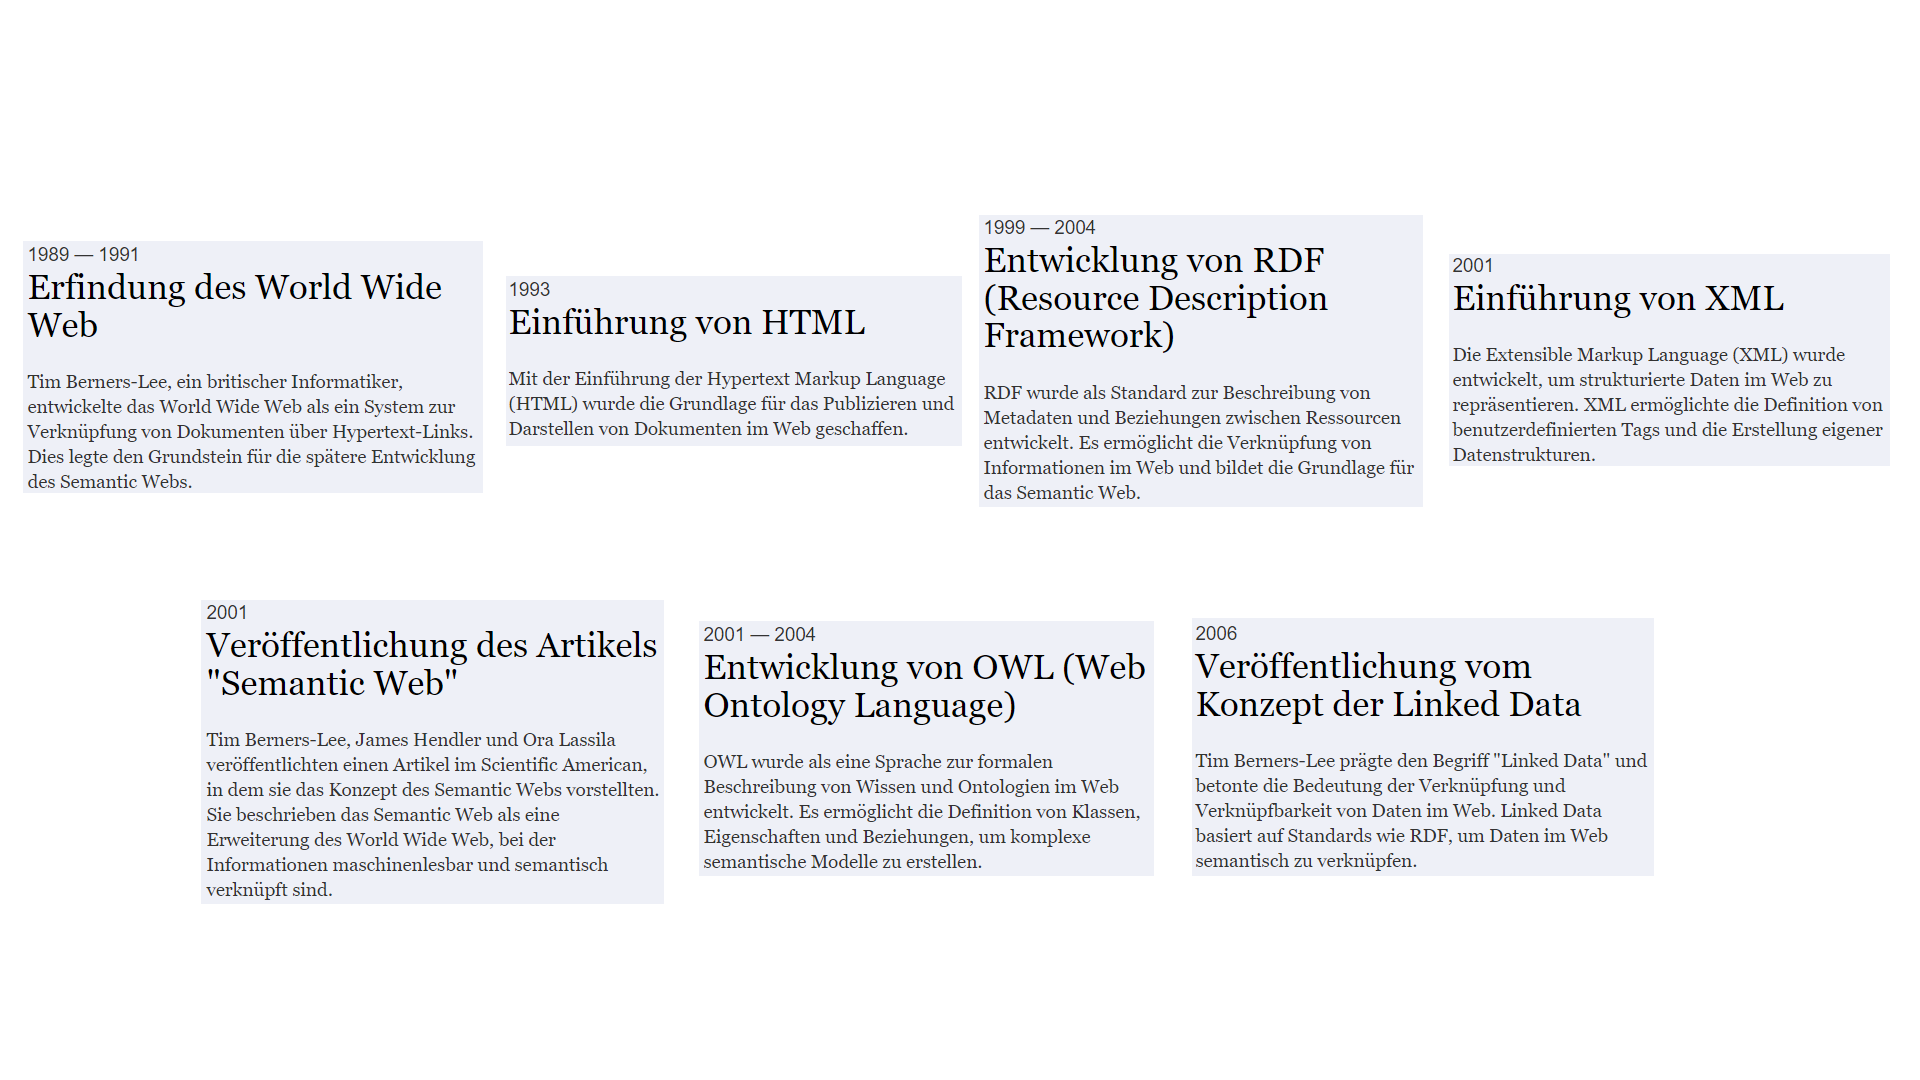 1989 — 1991
Erfindung des World Wide
Web
Tim Berners-Lee, ein britischer Informatiker,
entwickelte das World Wide Web als ein System zur
Verknüpfung von Dokumenten über Hypertext-Links.
Dies legte den Grundstein für die spätere Entwicklung
des Semantic Webs.
1993
Einführung von HTML
Mit der Einführung der Hypertext Markup Language
(HTML) wurde die Grundlage für das Publizieren und
Darstellen von Dokumenten im Web geschaffen.
1999 — 2004
Entwicklung von RDF
(Resource Description
Framework)
RDF wurde als Standard zur Beschreibung von
Metadaten und Beziehungen zwischen Ressourcen
entwickelt. Es ermöglicht die Verknüpfung von
Informationen im Web und bildet die Grundlage für
das Semantic Web.
2001
Einführung von XML
Die Extensible Markup Language (XML) wurde
entwickelt, um strukturierte Daten im Web zu
repräsentieren. XML ermöglichte die Definition von
benutzerdefinierten Tags und die Erstellung eigener
Datenstrukturen.
2001
Veröffentlichung des Artikels
"Semantic Web"
Tim Berners-Lee, James Hendler und Ora Lassila
veröffentlichten einen Artikel im Scientific American,
in dem sie das Konzept des Semantic Webs vorstellten.
Sie beschrieben das Semantic Web als eine
Erweiterung des World Wide Web, bei der
Informationen maschinenlesbar und semantisch
verknüpft sind.
2001 — 2004
Entwicklung von OWL (Web
Ontology Language)
OWL wurde als eine Sprache zur formalen
Beschreibung von Wissen und Ontologien im Web
entwickelt. Es ermöglicht die Definition von Klassen,
Eigenschaften und Beziehungen, um komplexe
semantische Modelle zu erstellen.
2006
Veröffentlichung vom
Konzept der Linked Data
Tim Berners-Lee prägte den Begriff "Linked Data" und
betonte die Bedeutung der Verknüpfung und
Verknüpfbarkeit von Daten im Web. Linked Data
basiert auf Standards wie RDF, um Daten im Web
semantisch zu verknüpfen.